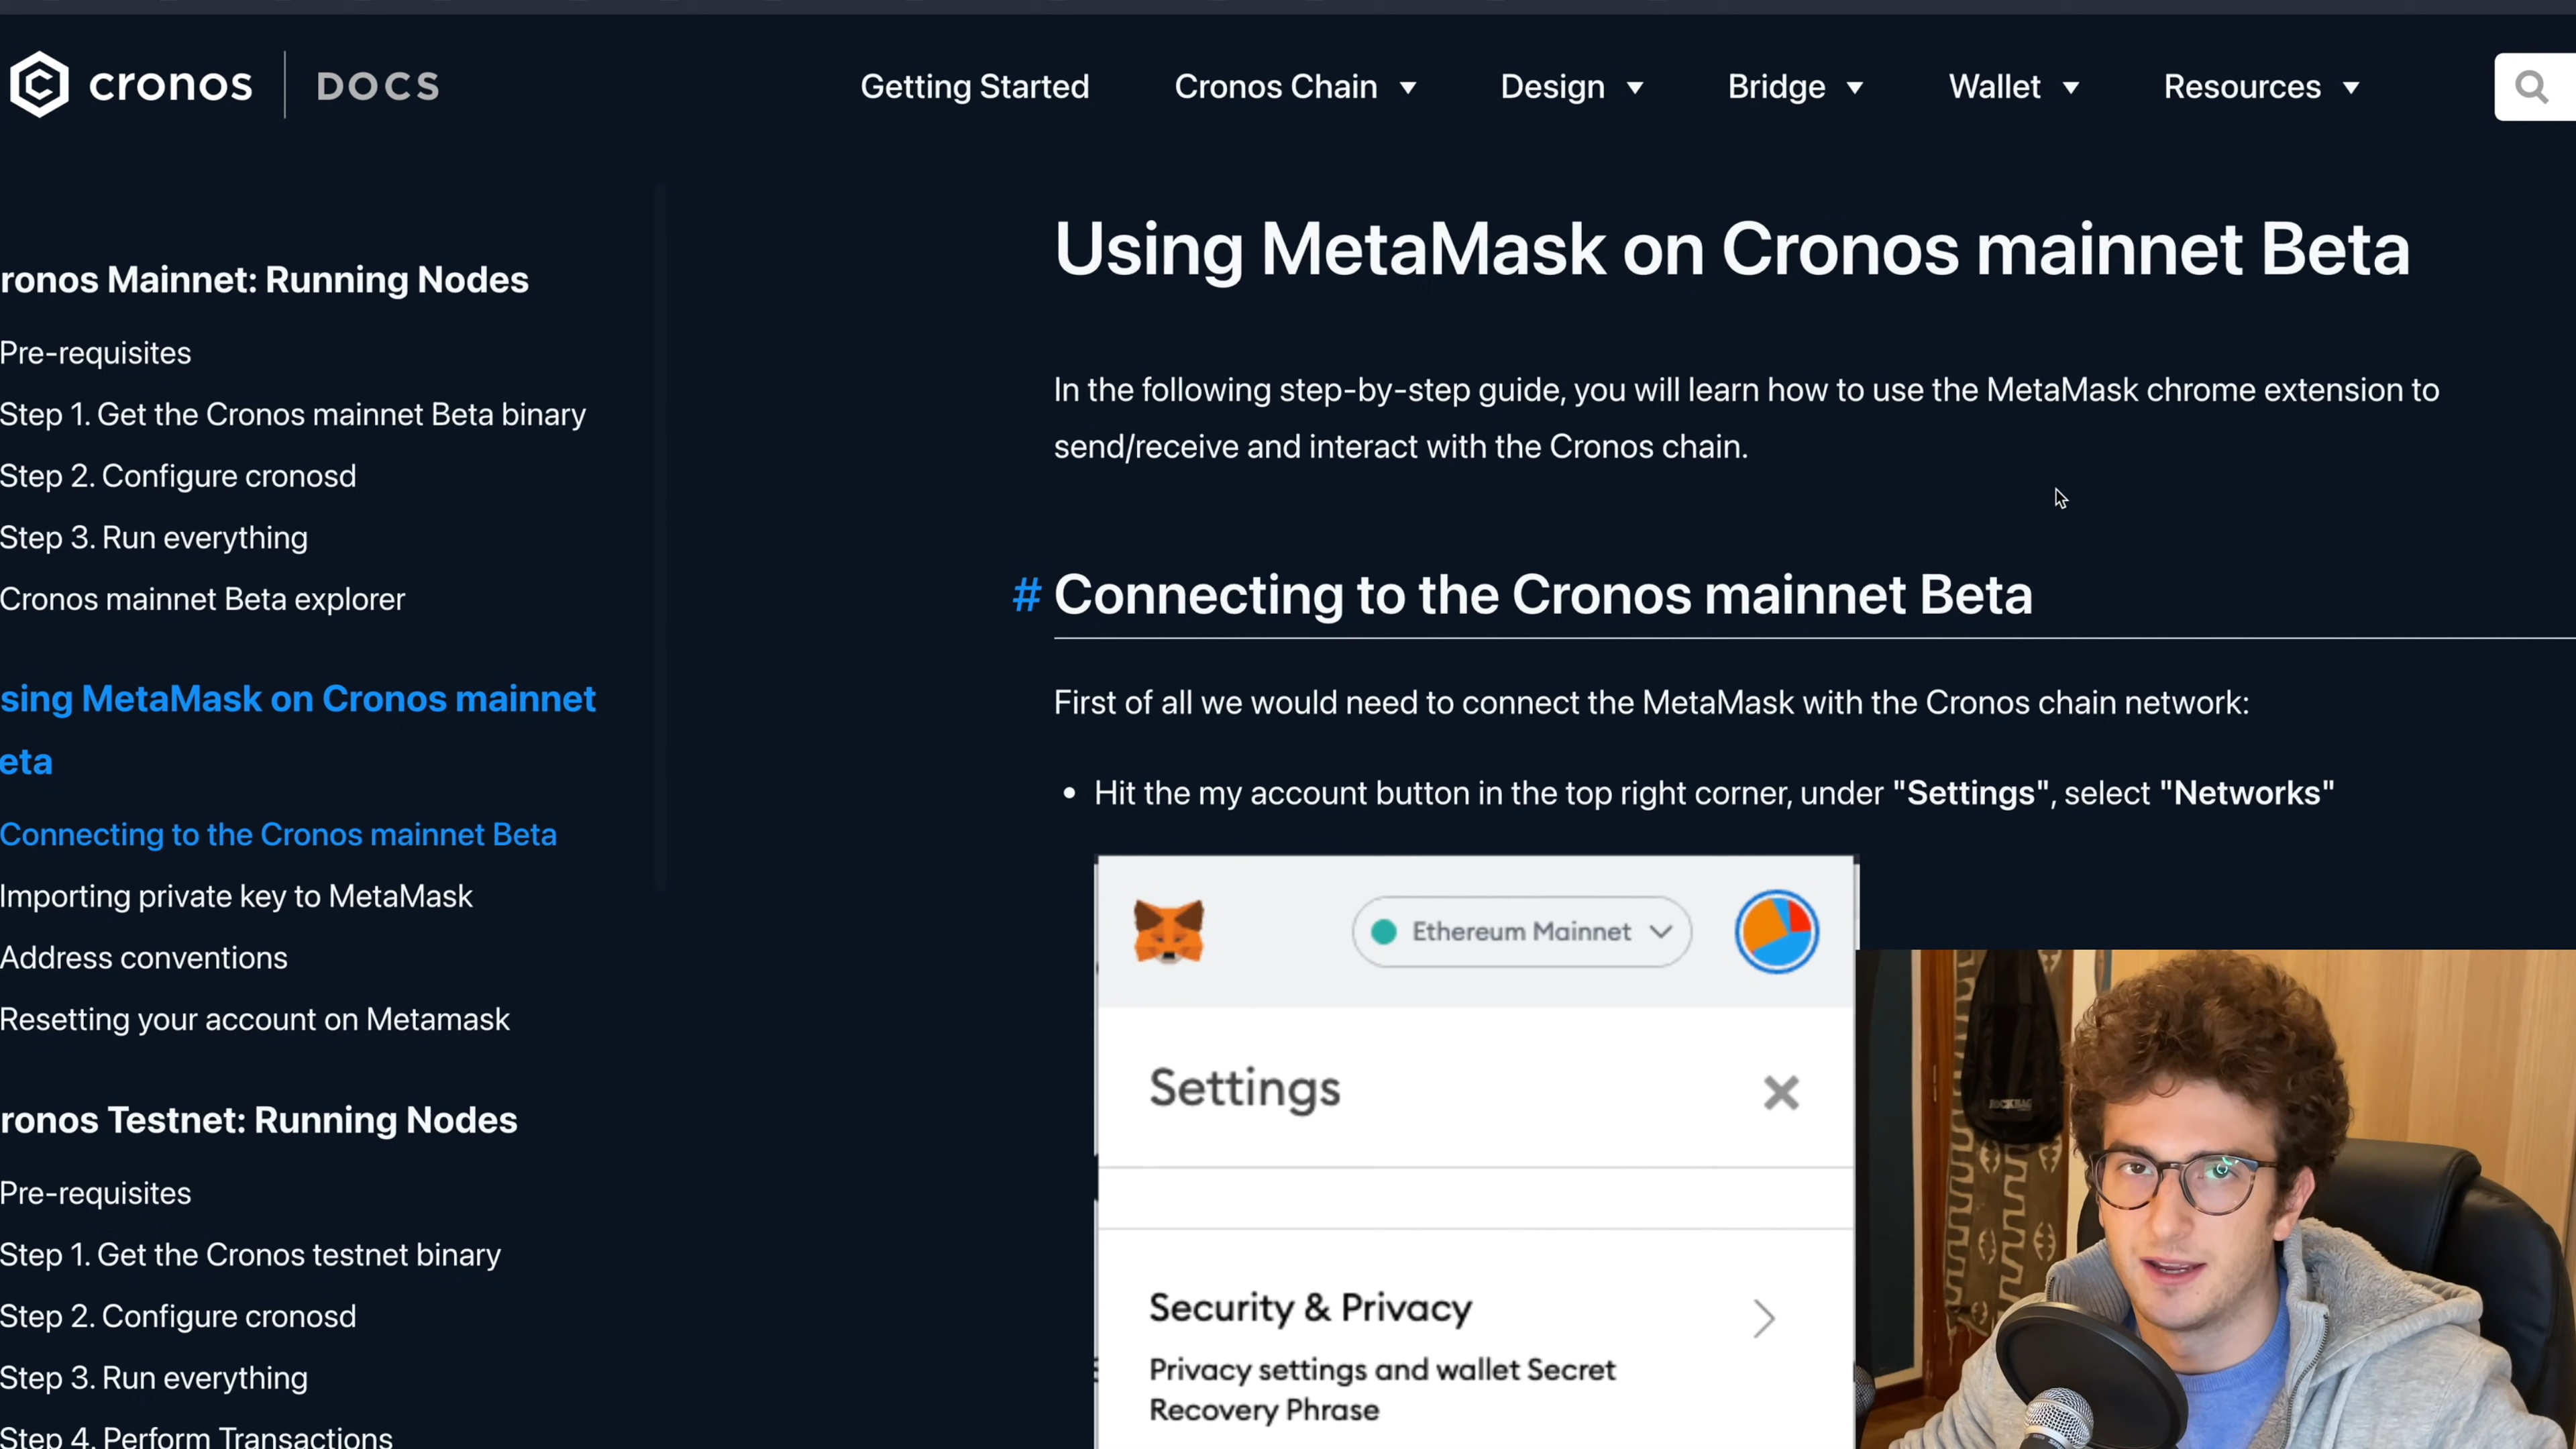 cronos DOCS
Getting Started Cronos Chain Design Bridge Wallet Resources
ronos Mainnet: Running Nodes
Pre-requisites
Step 1. Get the Cronos mainnet Beta binary
Step 2. Configure cronosd
Step 3. Run everything
Cronos mainnet Beta explorer
sing MetaMask on Cronos mainnet
eta
Connecting to the Cronos mainnet Beta
Importing private key to MetaMask
Address conventions
Resetting your account on Metamask
ronos Testnet: Running Nodes
Pre-requisites
Step 1. Get the Cronos testnet binary
Step 2. Configure cronosd
Step 3. Run everything
Step 4. Perform Transactions
Using MetaMask on Cronos mainnet Beta
In the following step-by-step guide, you will learn how to use the MetaMask chrome extension to
send/receive and interact with the Cronos chain.
# Connecting to the Cronos mainnet Beta
First of all we would need to connect the MetaMask with the Cronos chain network:
• Hit the my account button in the top right corner, under "Settings", select "Networks"
Ethereum Mainnet
Settings
Security & Privacy
Privacy settings and wallet Secret
Recovery Phrase